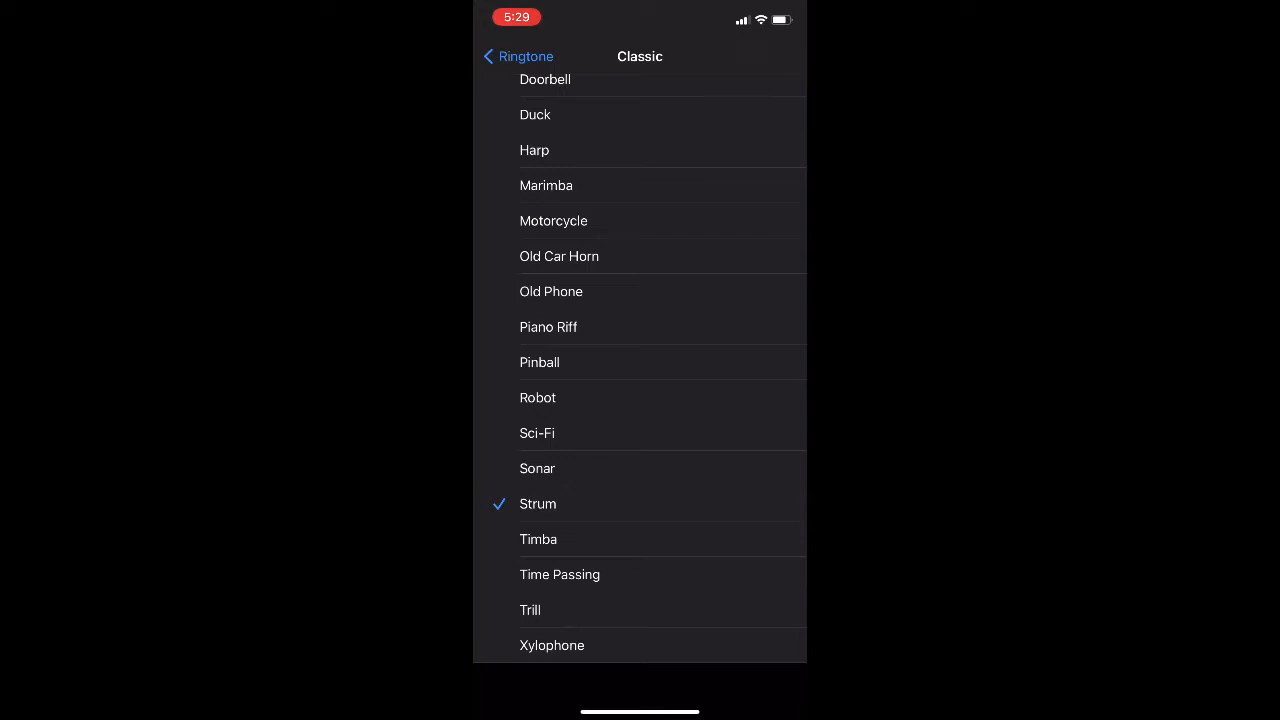 5:29
Ringtone Classic
Doorbell
Duck
Harp
Marimba
Motorcycle
Old Car Horn
Old Phone
Piano Riff
Pinball
Robot
Sci-Fi
Sonar
Strum
Timba
Time Passing
Trill
Xylophone